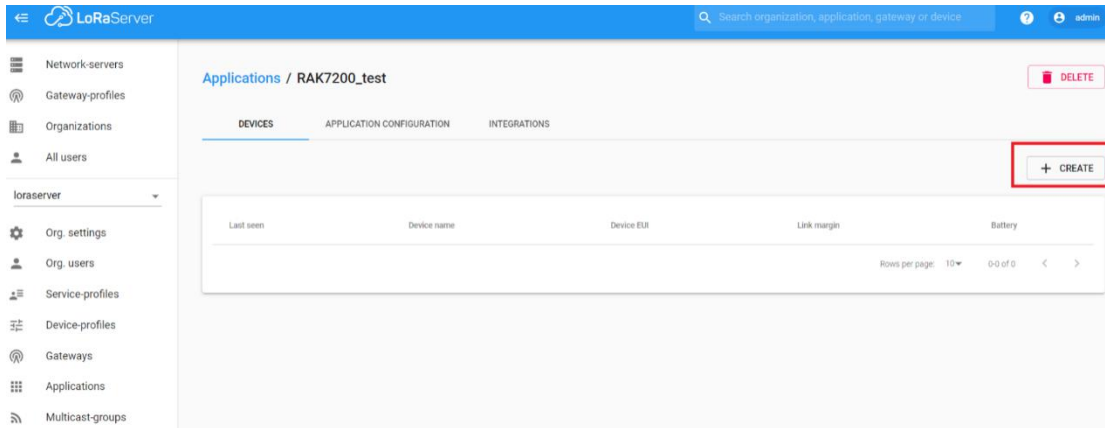 LoRaServer
Search organization, application, gateway or device
? admin
Network-servers
Gateway-profiles
Organizations
All users
loraserver
Org. settings
Org. users
Service-profiles
Device-profiles
Gateways
Applications
Multicast-groups
Applications / RAK7200_test
DELETE
DEVICES APPLICATION CONFIGURATION INTEGRATIONS
+ CREATE
Last seen Device name Device EUI Link margin Battery
Rows per page: 10 0-0 of 0 < >